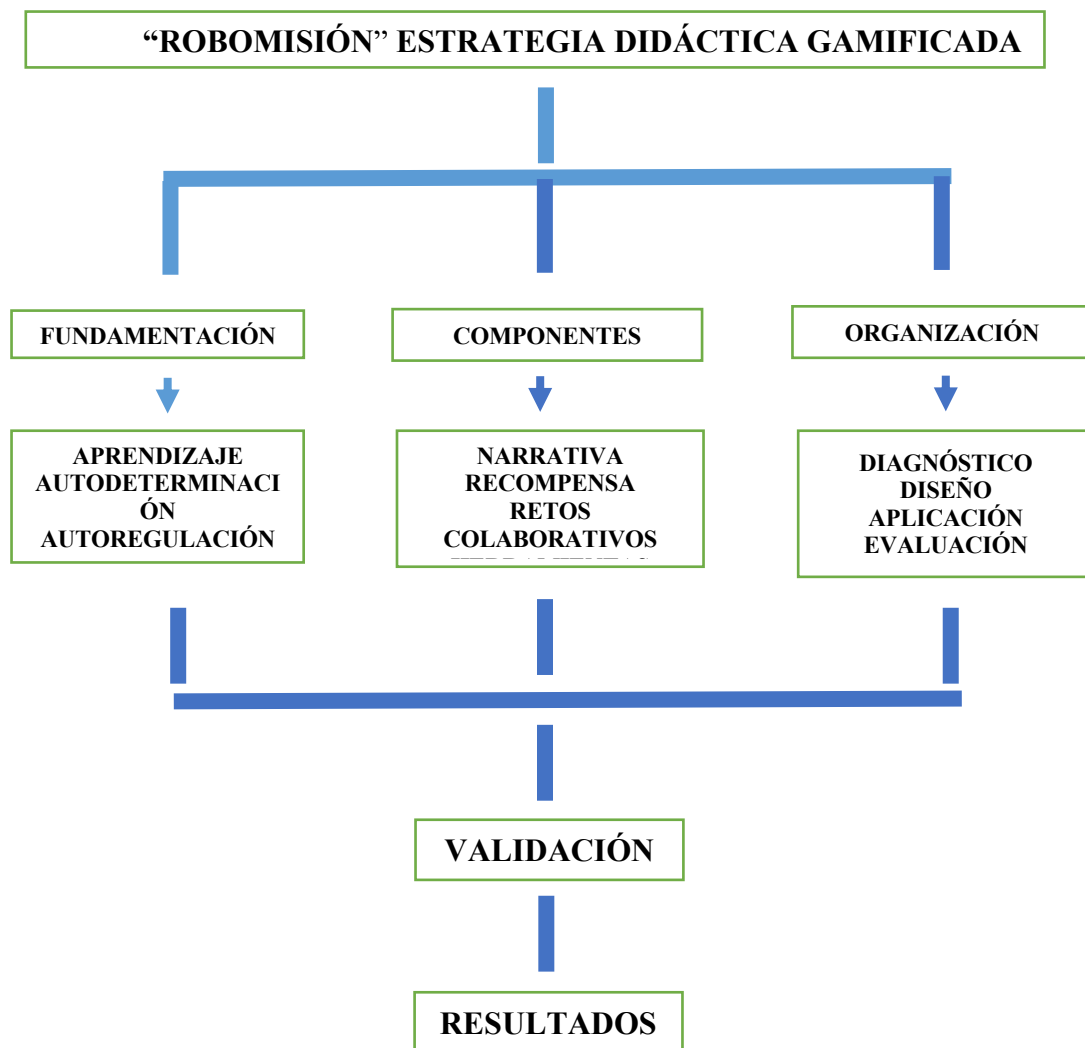 “ROBOMISIÓN” ESTRATEGIA DIDÁCTICA GAMIFICADA
FUNDAMENTACIÓN
COMPONENTES
ORGANIZACIÓN
APRENDIZAJE
AUTODETERMINACI
ÓN
AUTOREGULACIÓN
NARRATIVA
RECOMPENSA
RETOS
COLABORATIVOS
DIAGNÓSTICO
DISEÑO
APLICACIÓN
EVALUACIÓN
VALIDACIÓN
RESULTADOS